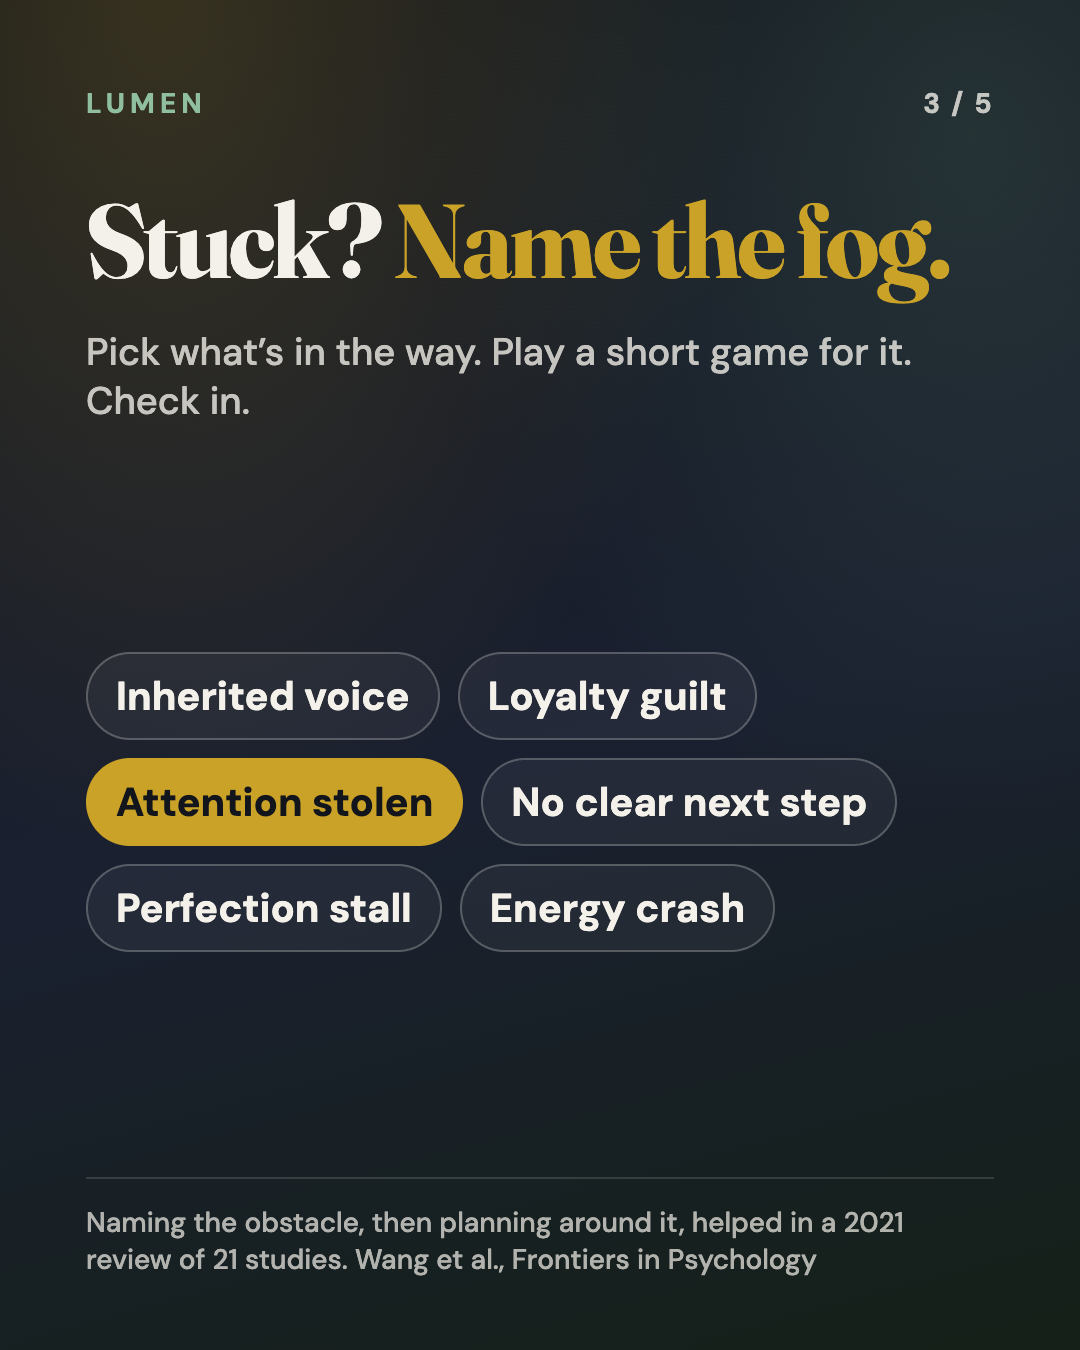 LUMEN
3 / 5
Stuck? Name the fog.
Pick what’s in the way. Play a short game for it.
Check in.
Inherited voice
Loyalty guilt
Attention stolen
No clear next step
Perfection stall
Energy crash
Naming the obstacle, then planning around it, helped in a 2021
review of 21 studies. Wang et al., Frontiers in Psychology